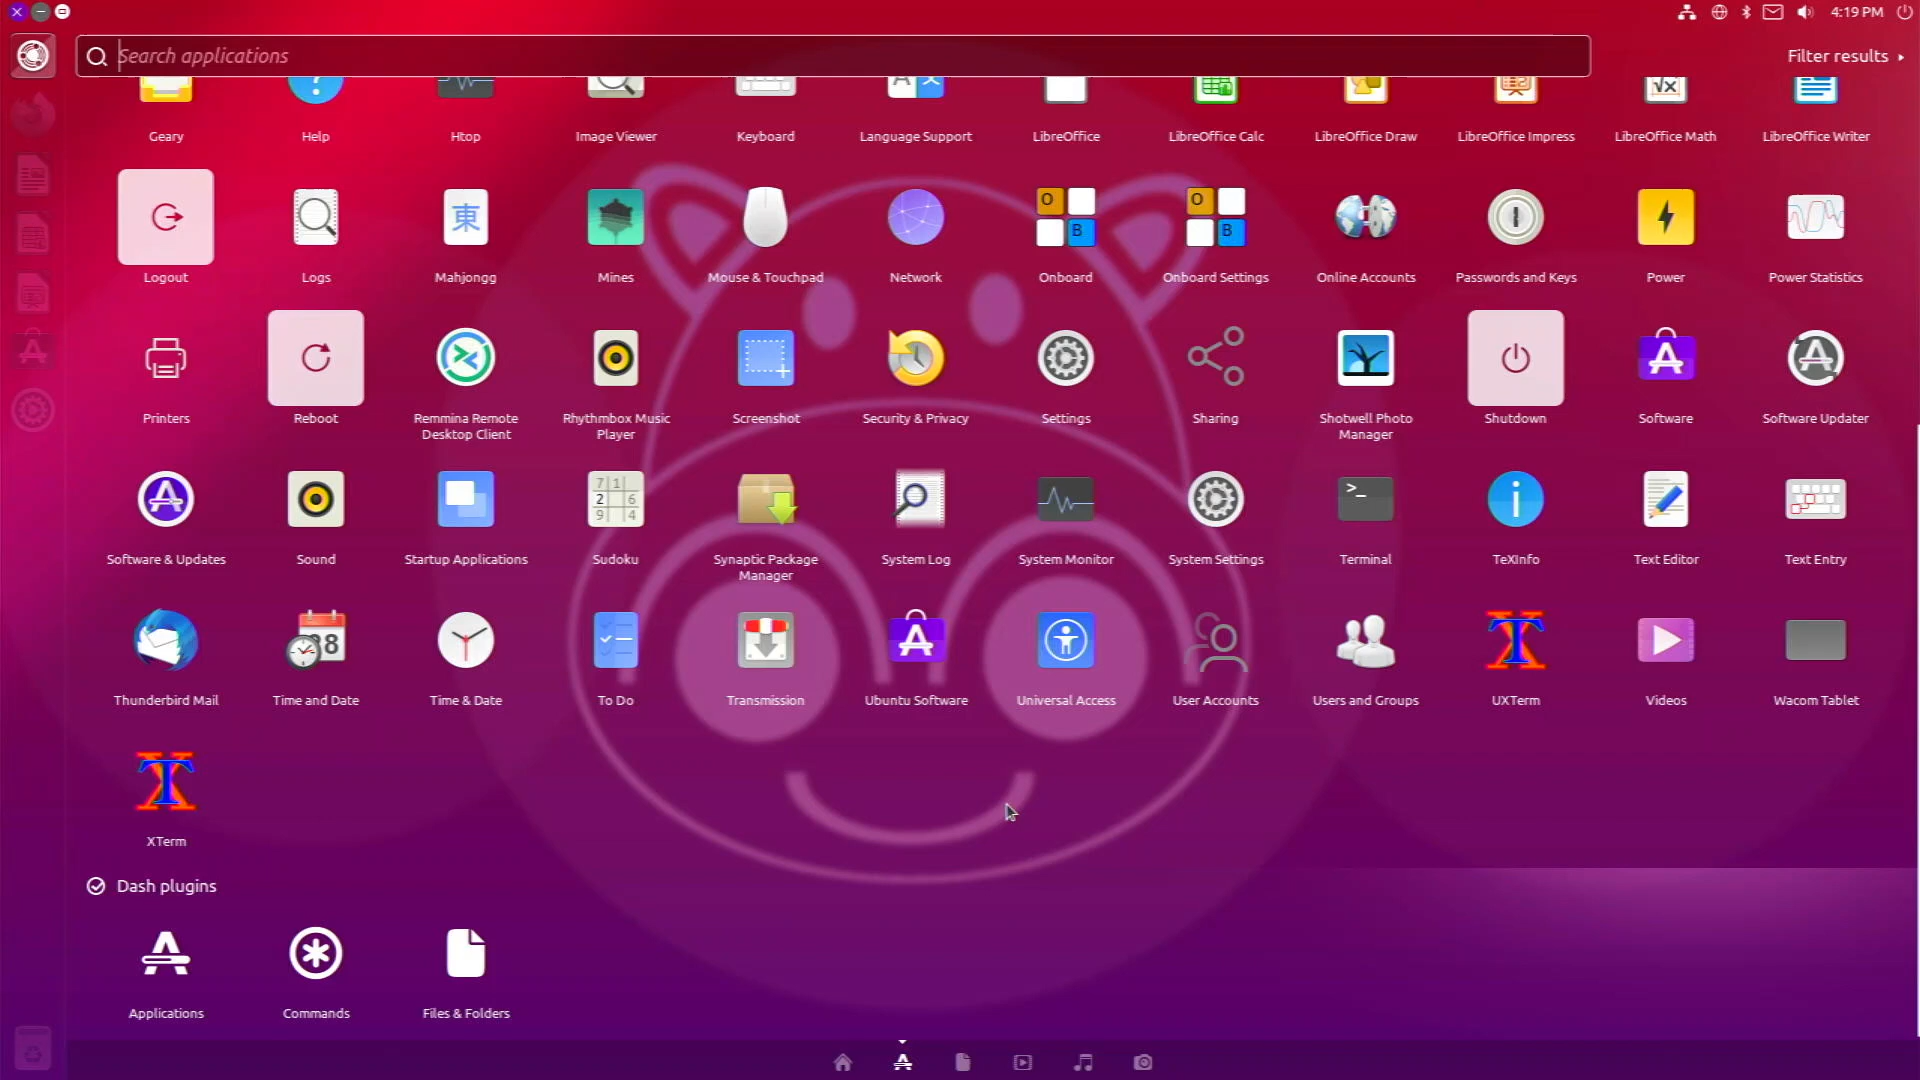 4:19 PM
Search applications
Filter results
Geary
Help
Htop
Image Viewer
Keyboard
Language Support
LibreOffice
LibreOffice Calc
LibreOffice Draw
LibreOffice Impress
LibreOffice Math
LibreOffice Writer
Logout
Logs
Mahjongg
Mines
Mouse & Touchpad
Network
Onboard
Onboard Settings
Online Accounts
Passwords and Keys
Power
Power Statistics
Printers
Reboot
Remmina Remote
Desktop Client
Rhythmbox Music
Player
Screenshot
Security & Privacy
Settings
Sharing
Shotwell Photo
Manager
Shutdown
Software
Software Updater
Software & Updates
Sound
Startup Applications
Sudoku
Synaptic Package
Manager
System Log
System Monitor
System Settings
Terminal
TeXInfo
Text Editor
Text Entry
Thunderbird Mail
Time and Date
Time & Date
To Do
Transmission
Ubuntu Software
Universal Access
User Accounts
Users and Groups
UXTerm
Videos
Wacom Tablet
XTerm
Dash plugins
Applications
Commands
Files & Folders